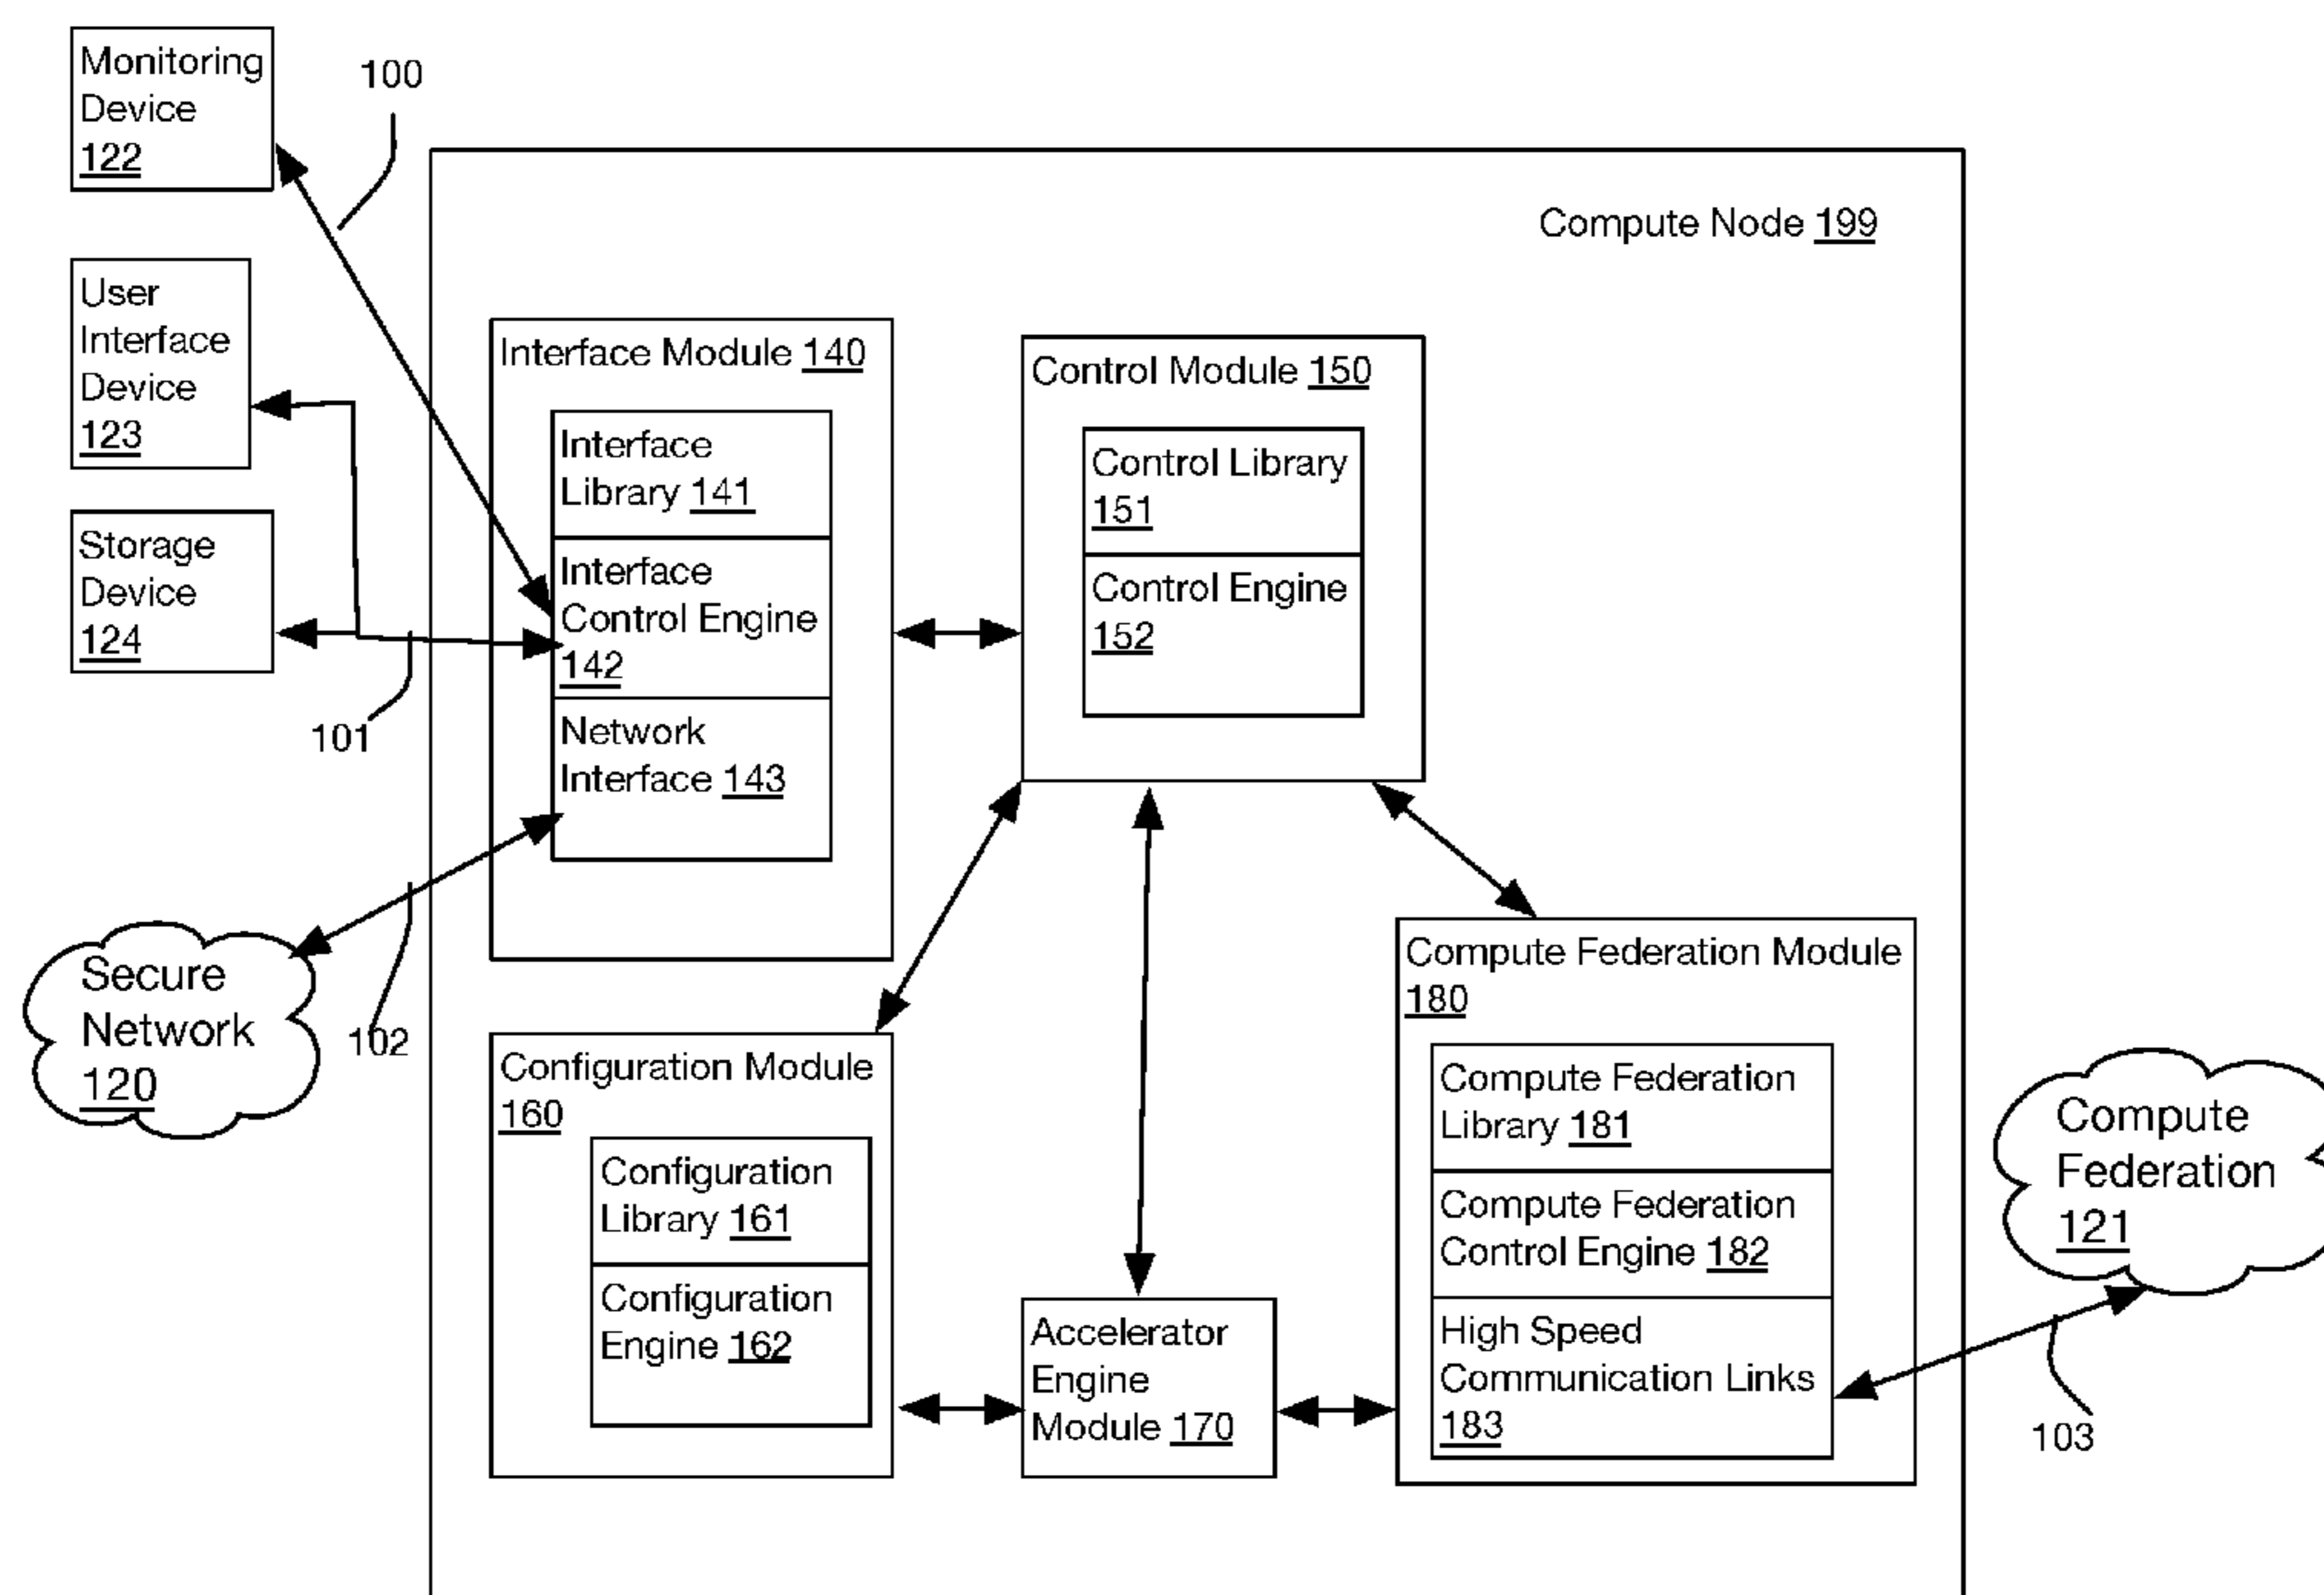 Monitoring
Device
122
100
Compute Node 199
User
Interface
Device
123
Storage
Device
124
101
Interface Module 140
Interface
Library 141
Interface
Control Engine
142
Network
Interface 143
Control Module 150
Control Library
151
Control Engine
152
Secure
Network
120
102
Configuration Module
160
Configuration
Library 161
Configuration
Engine 162
Accelerator
Engine
Module 170
Compute Federation Module
180
Compute Federation
Library 181
Compute Federation
Control Engine 182
High Speed
Communication Links
183
Compute
Federation
121
103